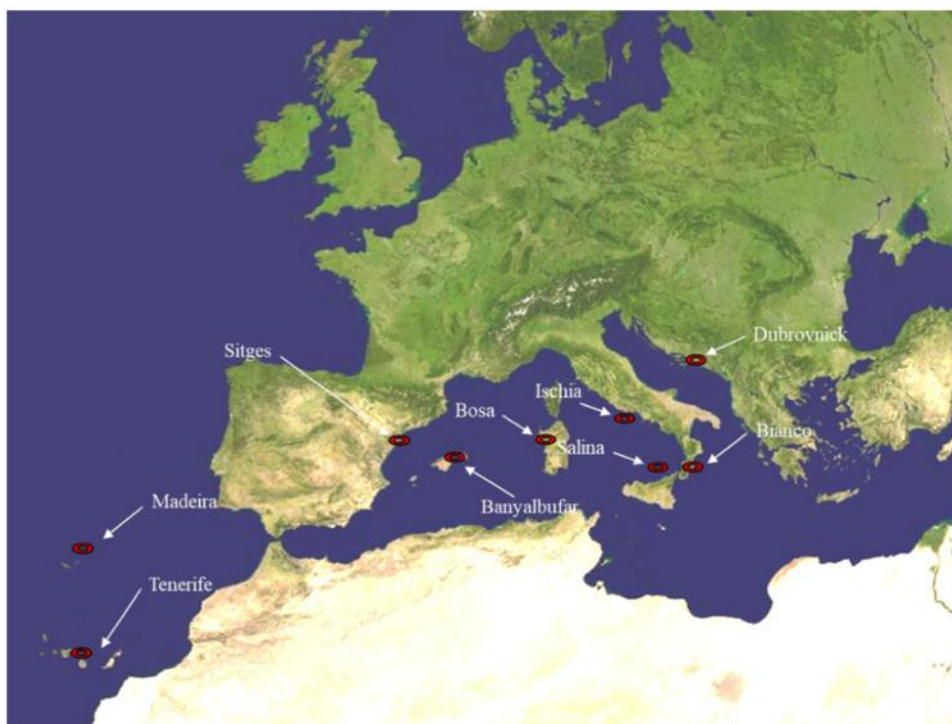 Dubrovnick
Sitges
Ischia
Bosa
Bianco
Salina
Madeira
Banyalbufar
Tenerife